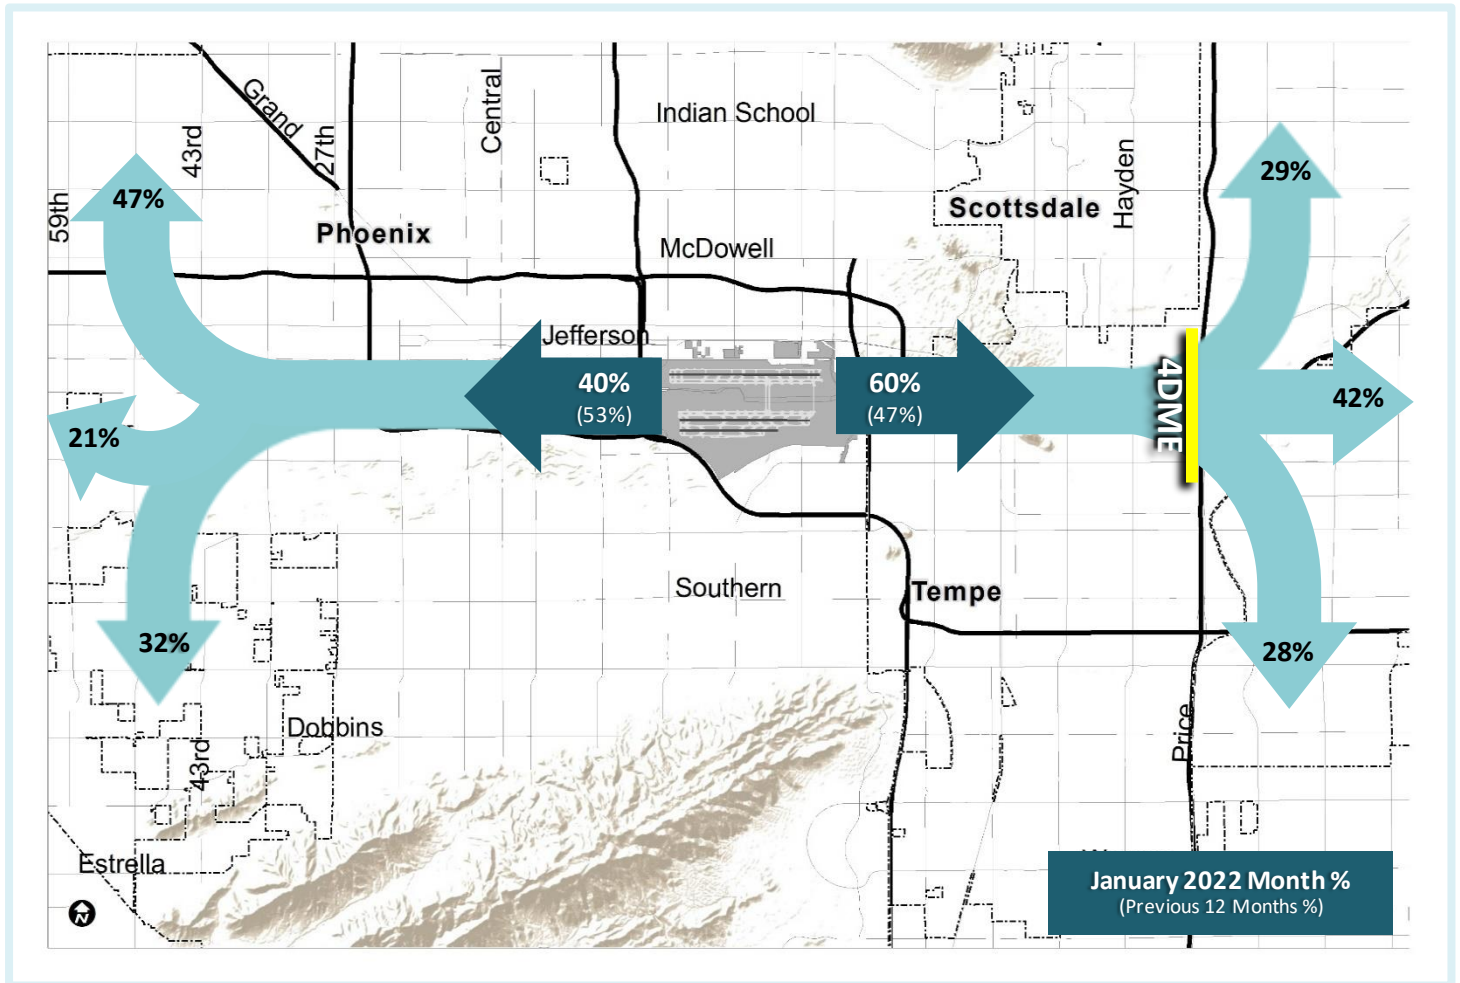 Grand
43rd
27th
Central
Indian School
Hayden
29%
47%
59th
Phoenix
Scottsdale
McDowell
Jefferson
40%
(53%)
60%
(47%)
4DME
42%
21%
Southern
Tempe
32%
28%
Dobbins
43rd
Price
Estrella
N
January 2022 Month %
(Previous 12 Months %)